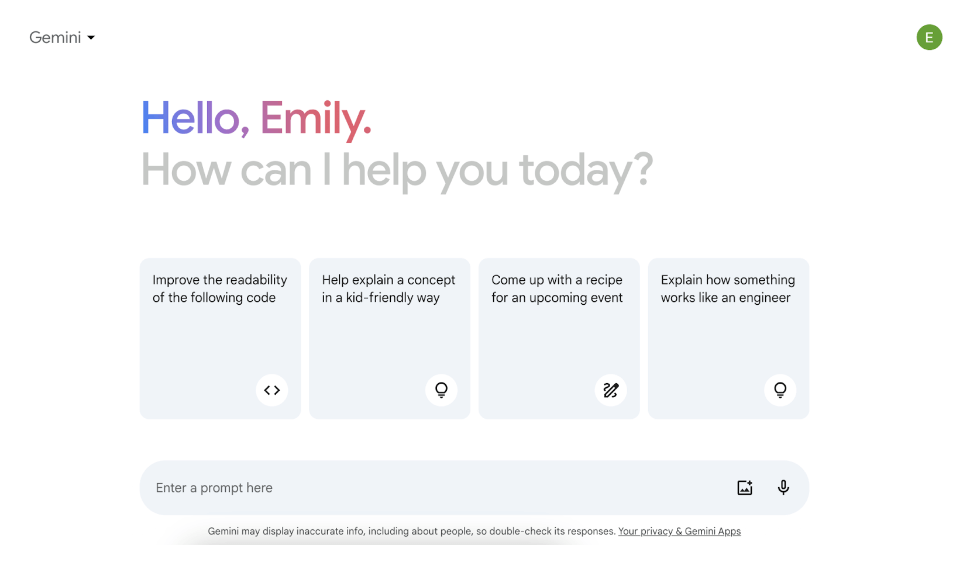 Gemini
E
Hello, Emily.
How can I help you today?
Improve the readability
of the following code
Help explain a concept
in a kid-friendly way
Come up with a recipe
for an upcoming event
Explain how something
works like an engineer
Enter a prompt here
Gemini may display inaccurate info, including about people, so double-check its responses. Your privacy & Gemini Apps